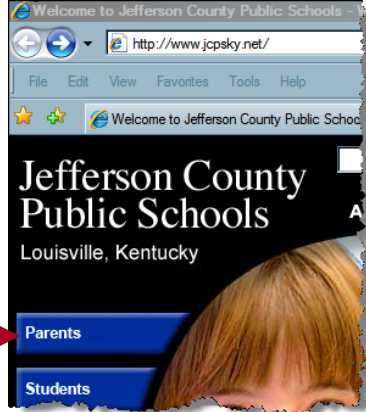 Welcome to Jefferson County Public Schools -
http://www.jcpsky.net/
File Edit View Favorites Tools Help
Welcome to Jefferson County Public Schoo
Jefferson County
Public Schools
A
Louisville, Kentucky
Parents
Students